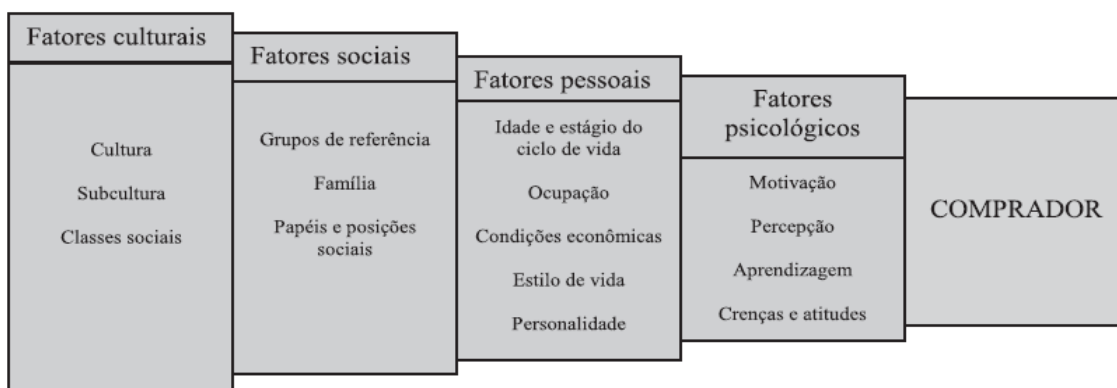 Fatores culturais
Cultura
Subcultura
Classes sociais
Fatores sociais
Grupos de referência
Família
Papéis e posições
sociais
Fatores pessoais
Idade e estágio do
ciclo de vida
Ocupação
Condições econômicas
Estilo de vida
Personalidade
Fatores
psicológicos
Motivação
Percepção
Aprendizagem
Crenças e atitudes
COMPRADOR